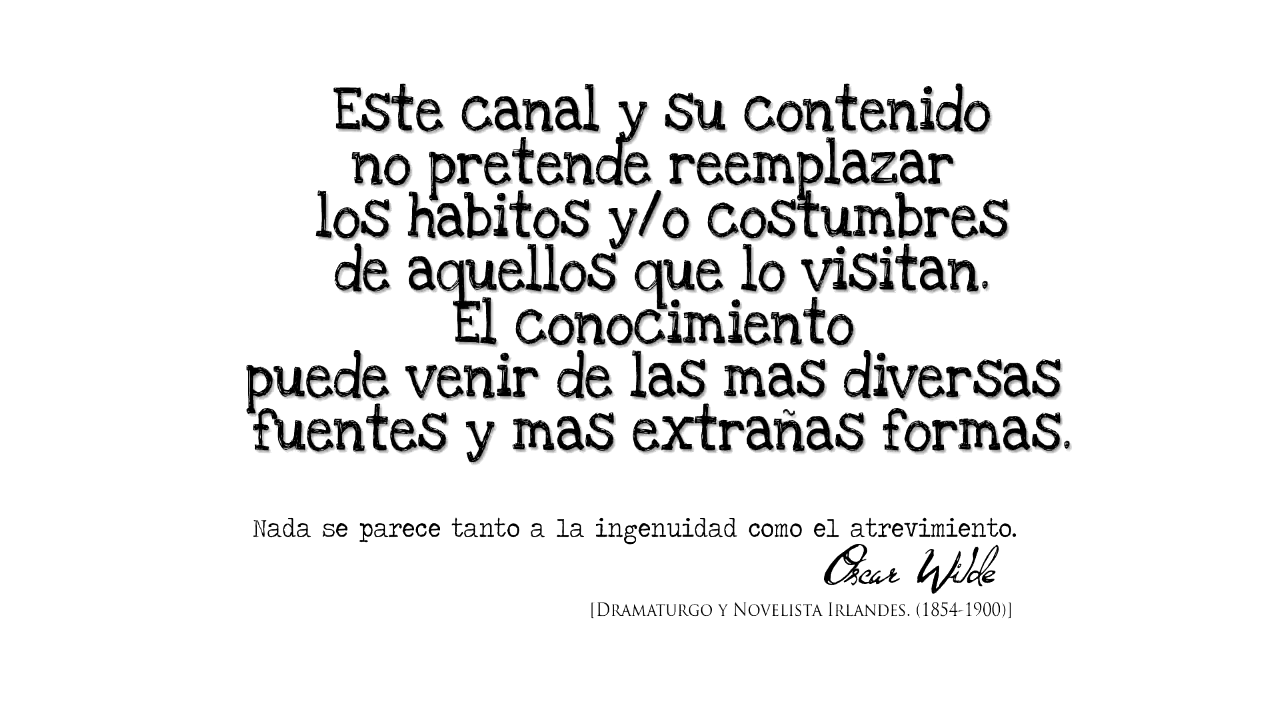 Este canal y su contenido
no pretende reemplazar
los habitos y/o costumbres
de aquellos que lo visitan.
El conocimiento
puede venir de las mas diversas
fuentes y mas extrañas formas.
Nada se parece tanto a la ingenuidad como el atrevimiento.
Oscar Wilde
[Dramaturgo y Novelista Irlandes. (1854-1900)]